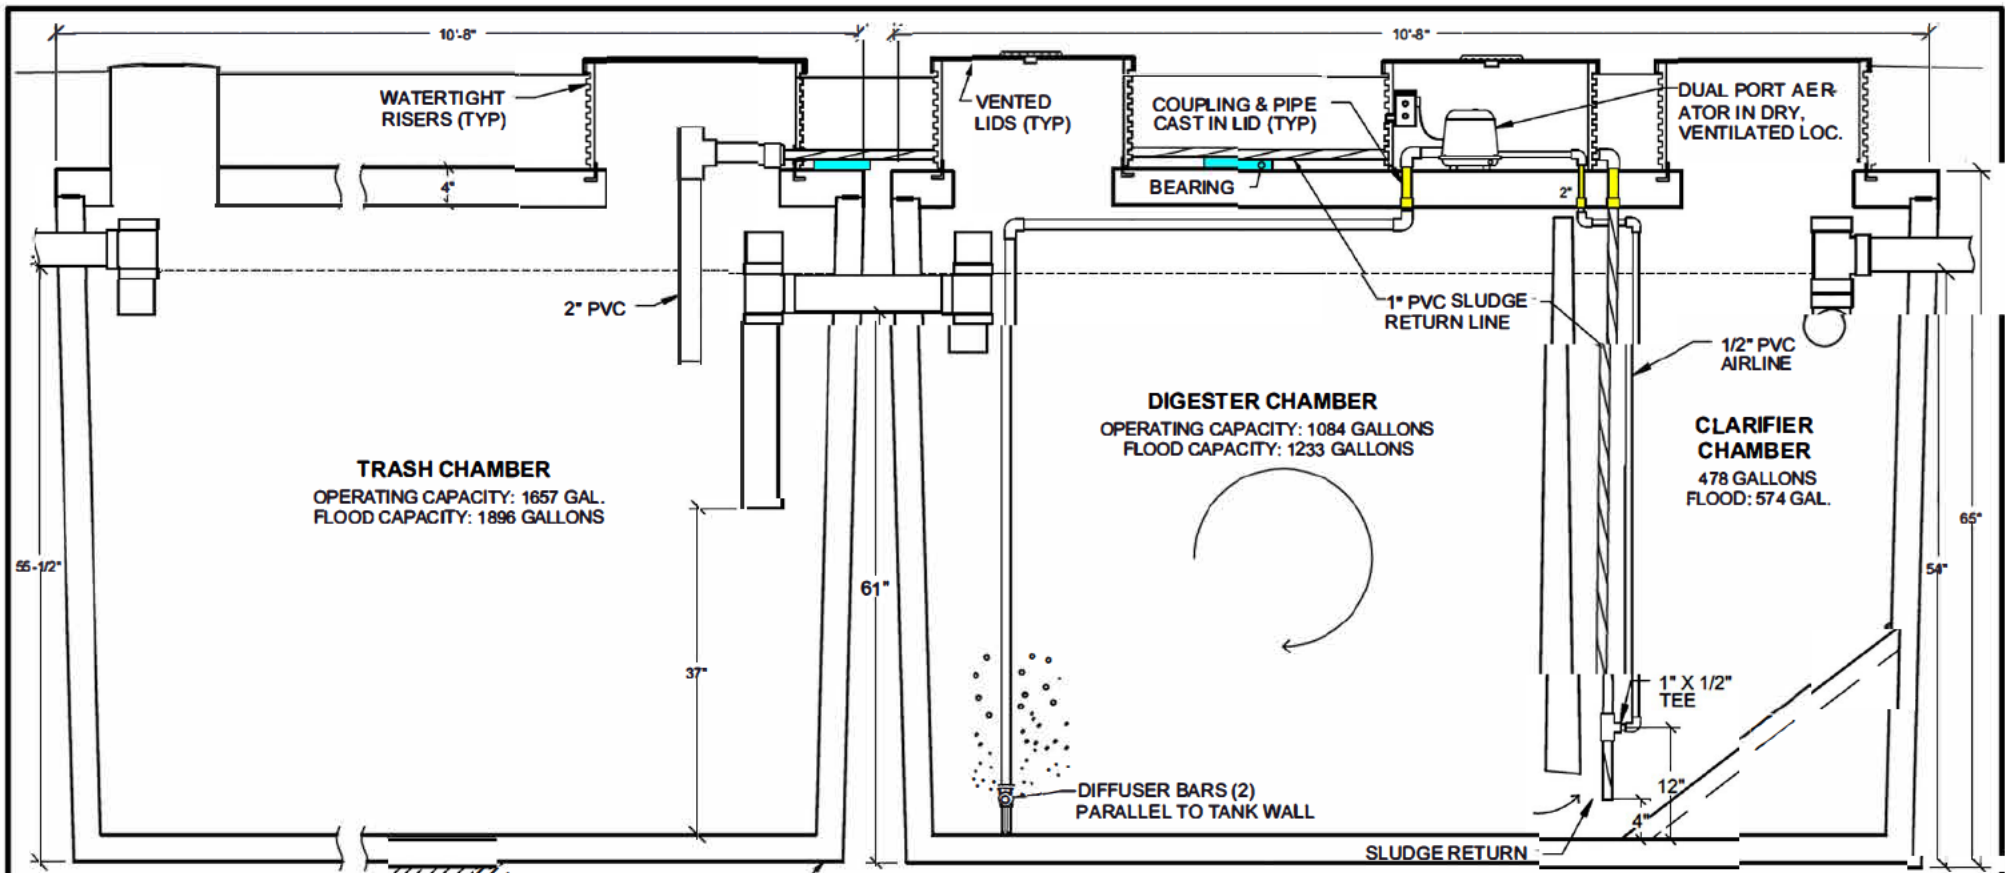 10'-8"
10'-8"
WATERTIGHT
RISERS (TYP)
VENTED
LIDS (TYP)
COUPLING & PIPE
CAST IN LID (TYP)
DUAL PORT AER-
ATOR IN DRY,
VENTILATED LOC.
4"
BEARING
2"
2" PVC
1" PVC SLUDGE
RETURN LINE
1/2" PVC
AIRLINE
DIGESTER CHAMBER
OPERATING CAPACITY: 1084 GALLONS
FLOOD CAPACITY: 1233 GALLONS
CLARIFIER
CHAMBER
478 GALLONS
FLOOD: 574 GAL.
TRASH CHAMBER
OPERATING CAPACITY: 1657 GAL.
FLOOD CAPACITY: 1896 GALLONS
65"
55-1/2"
54"
61"
37"
1" X 1/2"
TEE
DIFFUSER BARS (2)
PARALLEL TO TANK WALL
12"
4"
SLUDGE RETURN